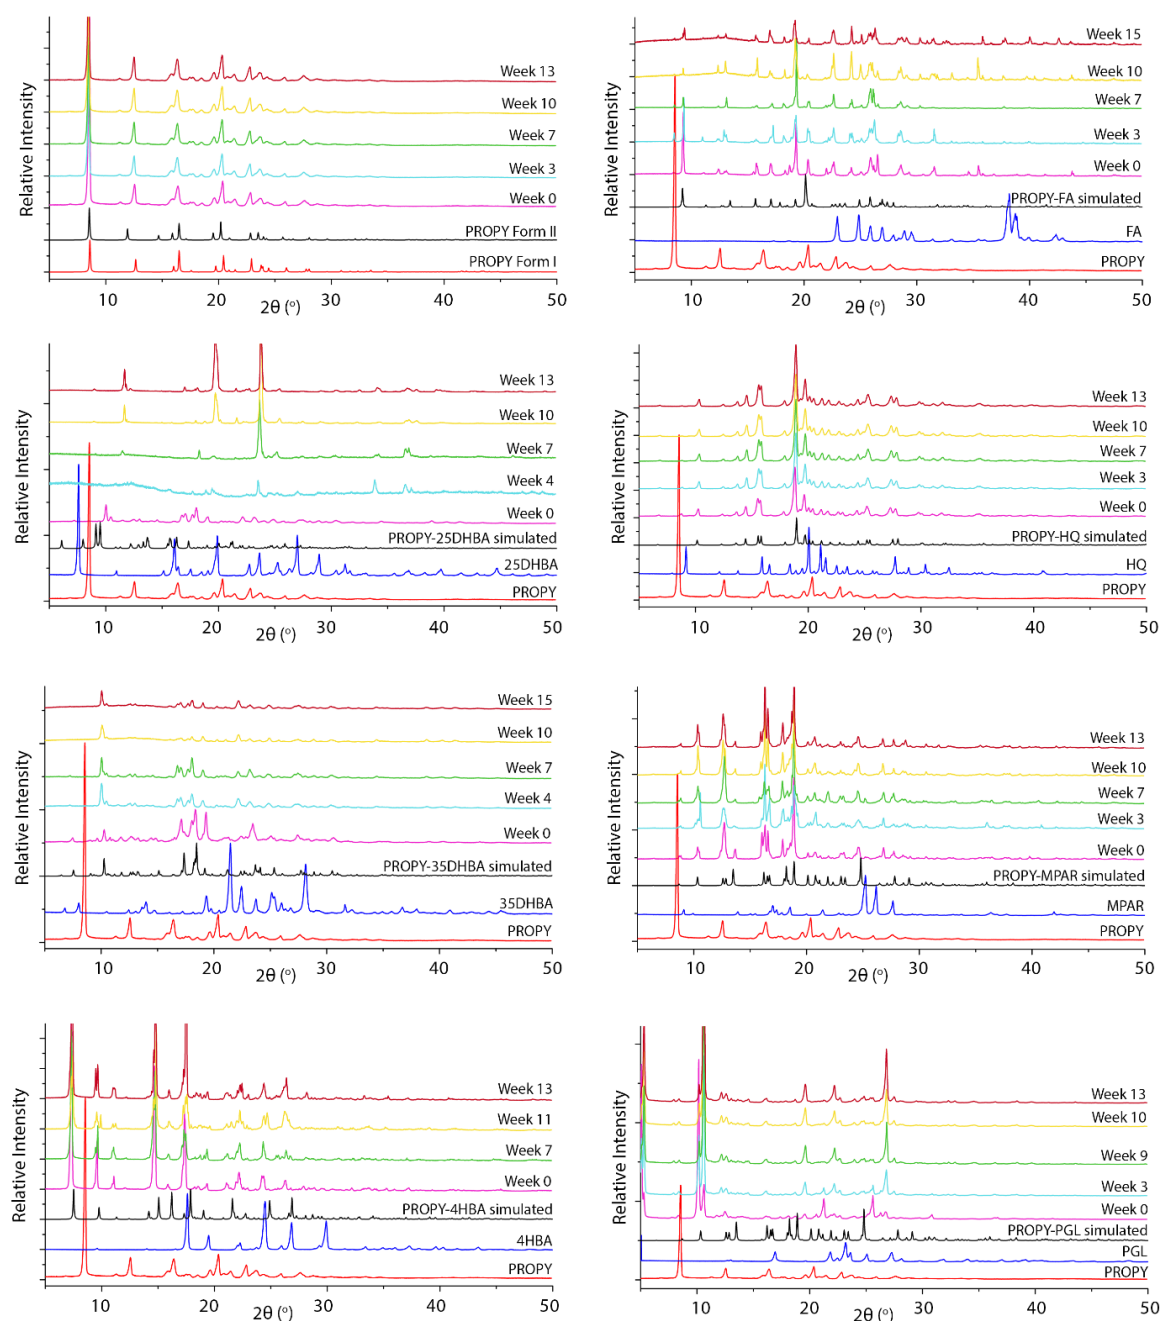 Relative Intensity
Week 13
Week 10
Week 7
Week 3
Week 0
PROPY Form II
PROPY Form I
10 20 30 40 50
2θ (°)
Relative Intensity
Week 15
Week 10
Week 7
Week 3
Week 0
PROPY-FA simulated
FA
PROPY
10 20 30 40 50
2θ (°)
Relative Intensity
Week 13
Week 10
Week 7
Week 4
Week 0
PROPY-25DHBA simulated
25DHBA
PROPY
10 20 30 40 50
2θ (°)
Relative Intensity
Week 13
Week 10
Week 7
Week 3
Week 0
PROPY-HQ simulated
HQ
PROPY
10 20 30 40 50
2θ (°)
Relative Intensity
Week 15
Week 10
Week 7
Week 4
Week 0
PROPY-35DHBA simulated
35DHBA
PROPY
10 20 30 40 50
2θ (°)
Relative Intensity
Week 13
Week 10
Week 7
Week 3
Week 0
PROPY-MPAR simulated
MPAR
PROPY
10 20 30 40 50
2θ (°)
Relative Intensity
Week 13
Week 11
Week 7
Week 0
PROPY-4HBA simulated
4HBA
PROPY
10 20 30 40 50
2θ (°)
Relative Intensity
Week 13
Week 10
Week 9
Week 3
Week 0
PROPY-PGL simulated
PGL
PROPY
10 20 30 40 50
2θ (°)